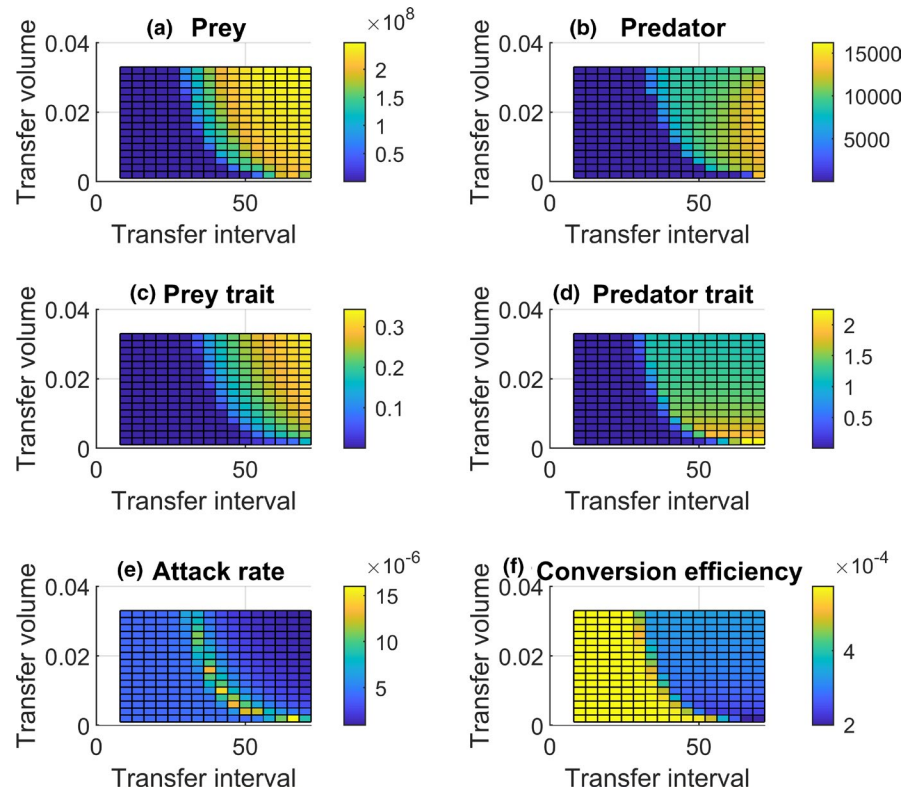 (a) Prey
×10^8
Transfer volume
0.04
0.02
0
0
50
Transfer interval
2
1.5
1
0.5
(b) Predator
Transfer volume
0.04
0.02
0
0
50
Transfer interval
15000
10000
5000
(c) Prey trait
Transfer volume
0.04
0.02
0
0
50
Transfer interval
0.3
0.2
0.1
(d) Predator trait
Transfer volume
0.04
0.02
0
0
50
Transfer interval
2
1.5
1
0.5
(e) Attack rate
×10^-6
Transfer volume
0.04
0.02
0
0
50
Transfer interval
15
10
5
(f) Conversion efficiency
×10^-4
Transfer volume
0.04
0.02
0
0
50
Transfer interval
4
2